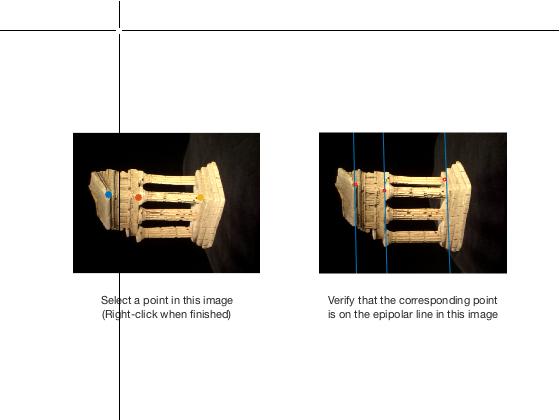 Select a point in this image
(Right-click when finished)
Verify that the corresponding point
is on the epipolar line in this image